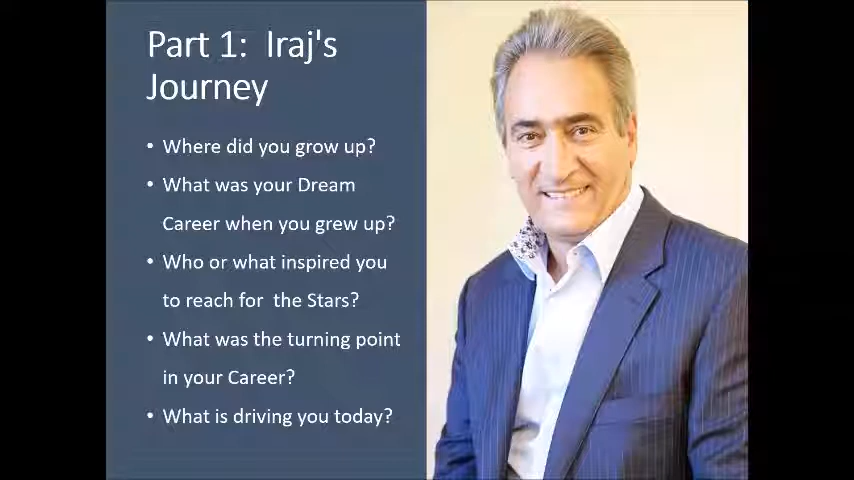 Part 1:  Iraj's
Journey
• Where did you grow up?
• What was your Dream
Career when you grew up?
• Who or what inspired you
to reach for  the Stars?
• What was the turning point
in your Career?
• What is driving you today?